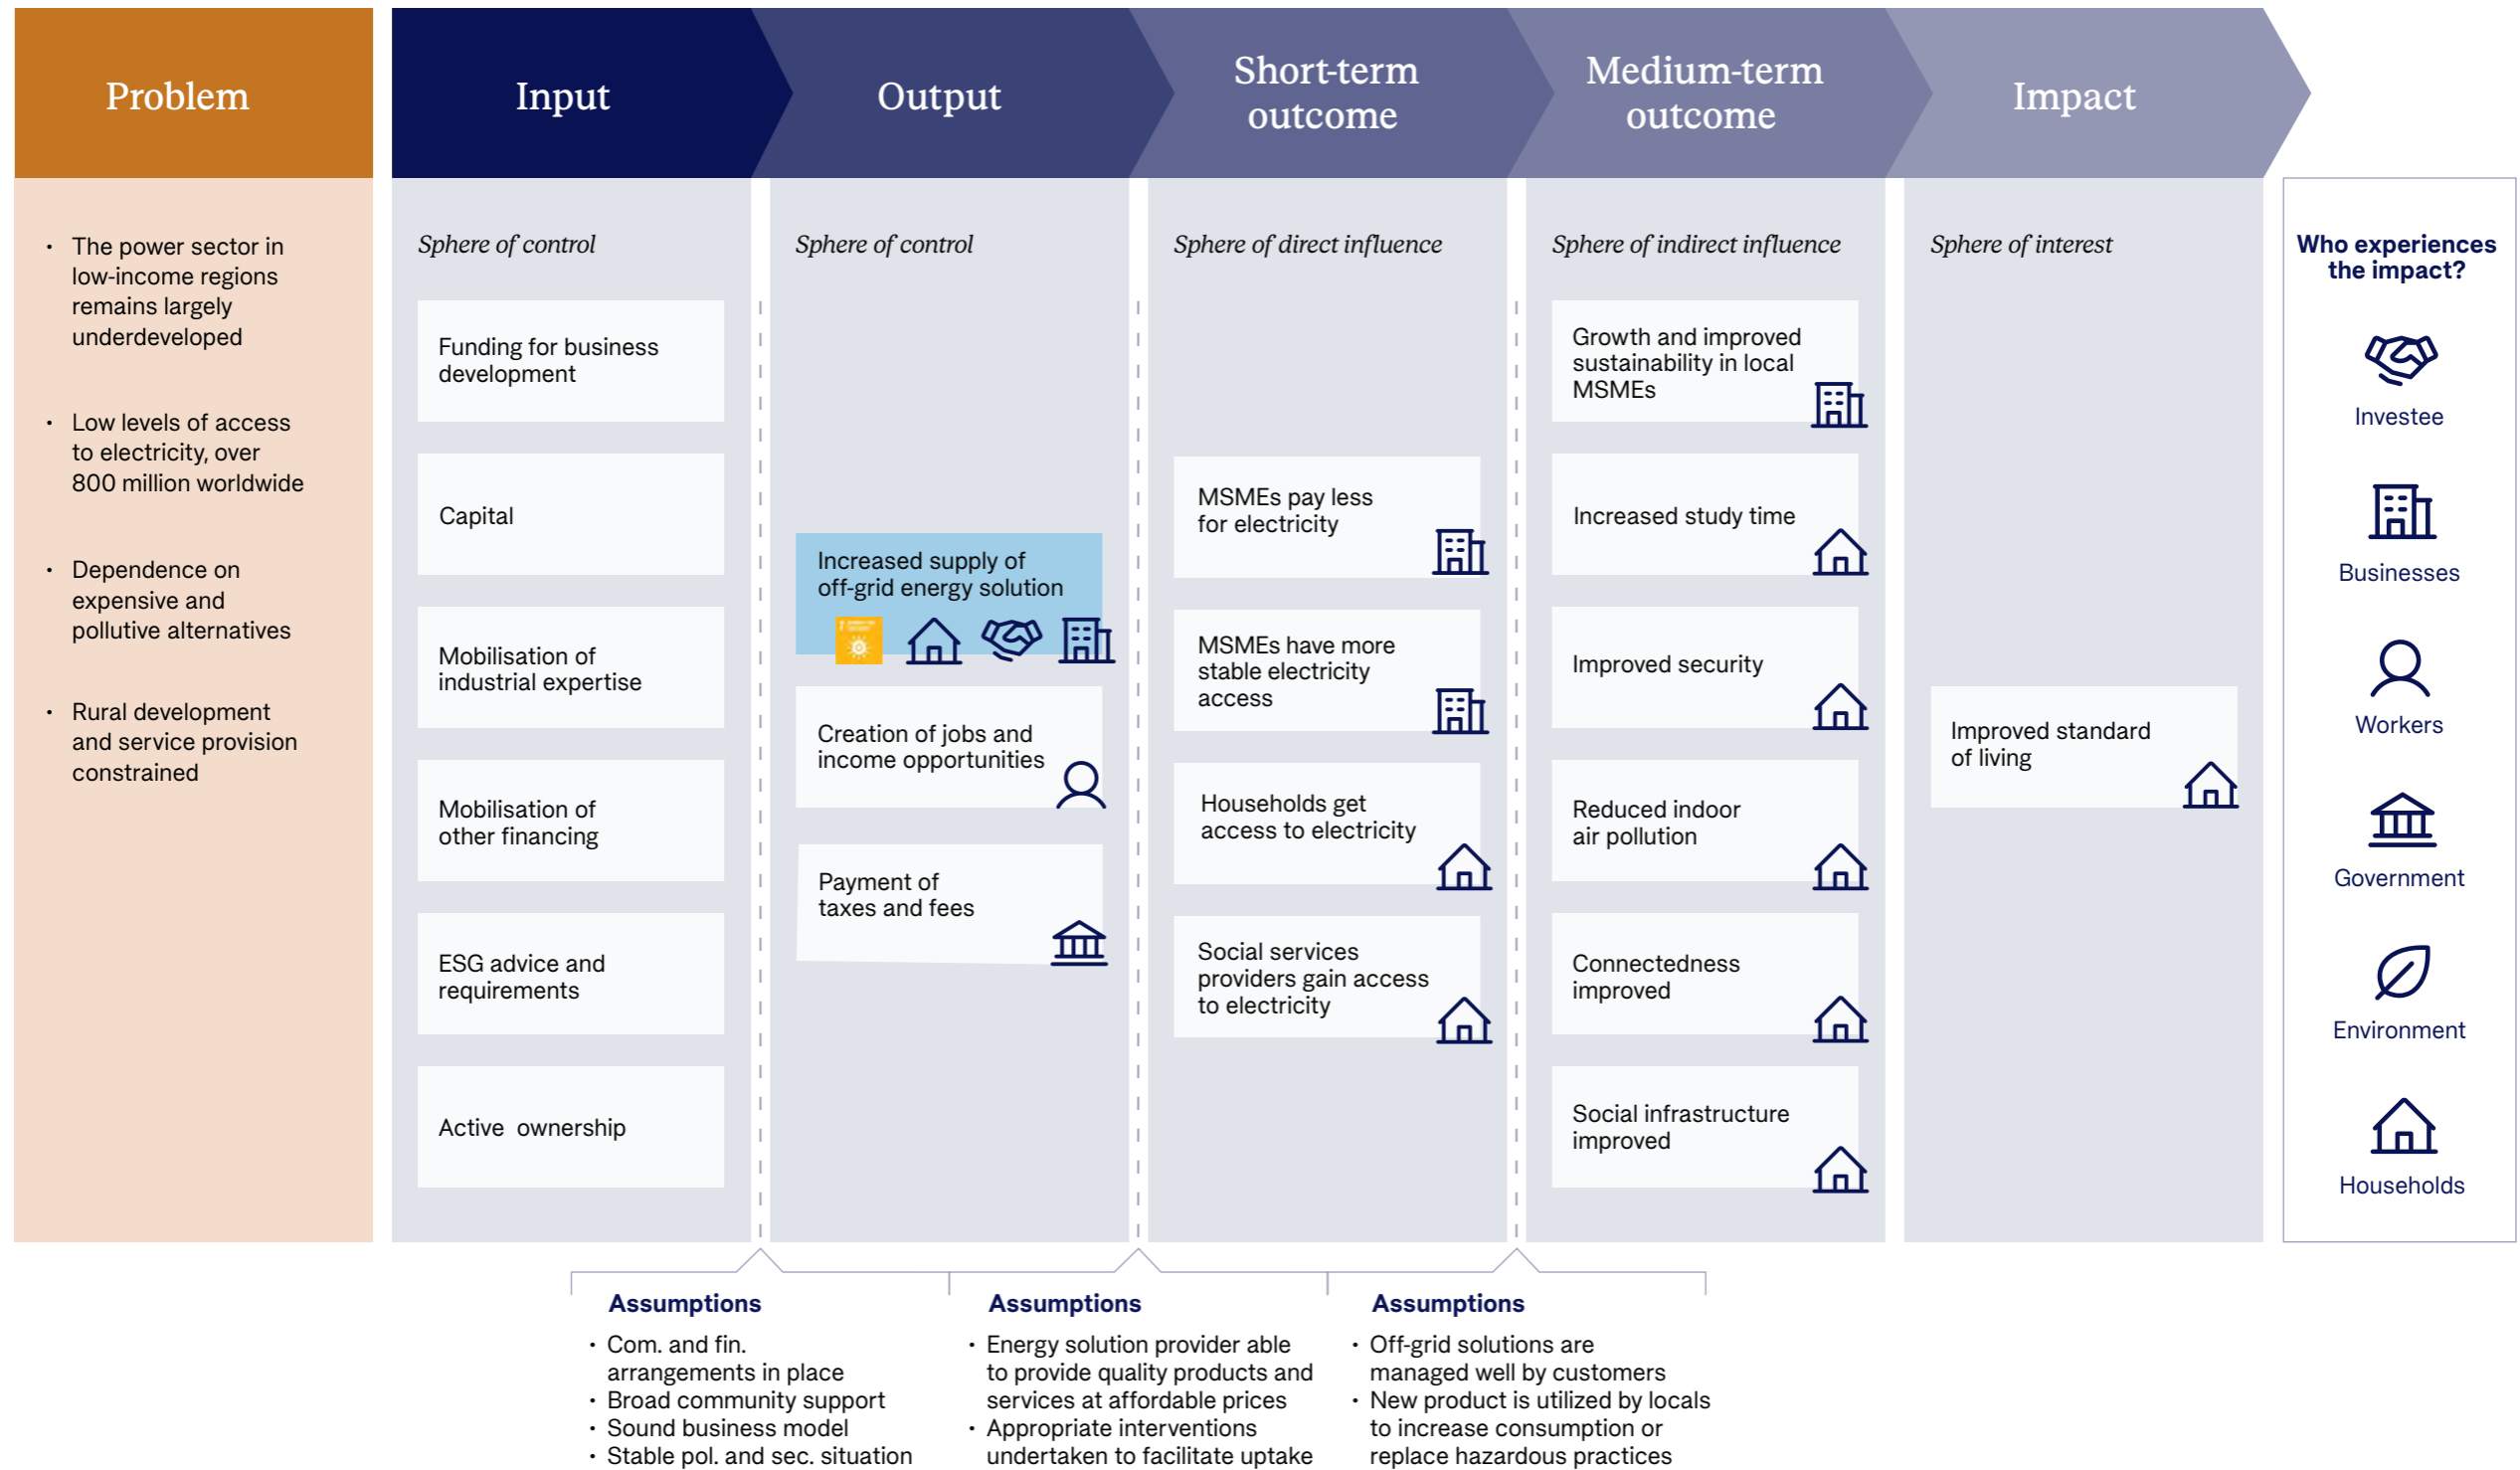 Problem
Input
Output
Short-term
outcome
Medium-term
outcome
Impact
• The power sector in
low-income regions
remains largely
underdeveloped
• Low levels of access
to electricity, over
800 million worldwide
• Dependence on
expensive and
pollutive alternatives
• Rural development
and service provision
constrained
Sphere of control
Funding for business
development
Capital
Mobilisation of
industrial expertise
Mobilisation of
other financing
ESG advice and
requirements
Active ownership
Sphere of control
Increased supply of
off-grid energy solution
Creation of jobs and
income opportunities
Payment of
taxes and fees
Sphere of direct influence
MSMEs pay less
for electricity
MSMEs have more
stable electricity
access
Households get
access to electricity
Social services
providers gain access
to electricity
Sphere of indirect influence
Growth and improved
sustainability in local
MSMEs
Increased study time
Improved security
Reduced indoor
air pollution
Connectedness
improved
Social infrastructure
improved
Sphere of interest
Improved standard
of living
Who experiences
the impact?
Investee
Businesses
Workers
Government
Environment
Households
Assumptions
• Com. and fin.
arrangements in place
• Broad community support
• Sound business model
• Stable pol. and sec. situation
Assumptions
• Energy solution provider able
to provide quality products and
services at affordable prices
• Appropriate interventions
undertaken to facilitate uptake
Assumptions
• Off-grid solutions are
managed well by customers
• New product is utilized by locals
to increase consumption or
replace hazardous practices